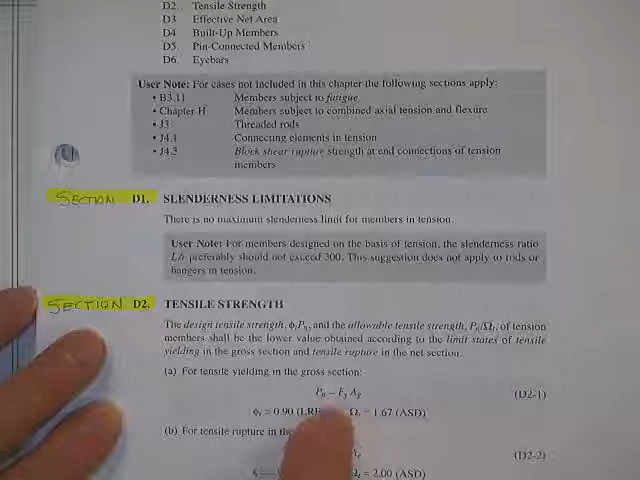 D2. Tensile Strength
D3 Effective Net Area
D4 Built-Up Members
D5. Pin-Connected Members
D6. Eyebars
User Note: For cases not included in this chapter the following sections apply:
• B3.11 Members subject to fatigue
• Chapter H Members subject to combined axial tension and flexure
• J3 Threaded rods
• J4.1 Connecting elements in tension
• J4.3 Block shear rupture strength at end connections of tension
members
SECTION D1. SLENDERNESS LIMITATIONS
There is no maximum slenderness limit for members in tension.
User Note: For members designed on the basis of tension, the slenderness ratio
L/r preferably should not exceed 300. This suggestion does not apply to rods or
hangers in tension.
SECTION D2. TENSILE STRENGTH
The design tensile strength, ϕtPn, and the allowable tensile strength, Pn/Ωt, of tension
members shall be the lower value obtained according to the limit states of tensile
yielding in the gross section and tensile rupture in the net section.
(a) For tensile yielding in the gross section:
Pn = Fy Ag (D2-1)
ϕt = 0.90 (LRF Ωt = 1.67 (ASD)
(b) For tensile rupture in the
Ae (D2-2)
Ωt = 2.00 (ASD)